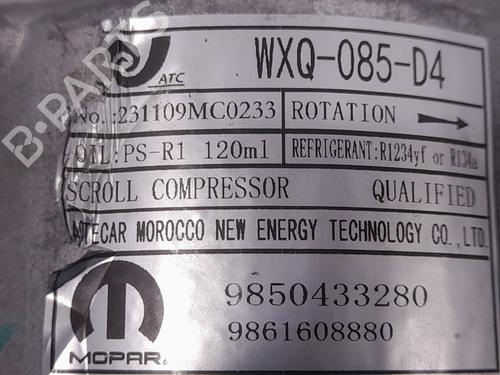 ATC
WXQ-085-D4
No.:231109MC0233
ROTATION
OIL:PS-R1 120ml
REFRIGERANT:R1234yf or R134a
SCROLL COMPRESSOR QUALIFIED
AOTECAR MOROCCO NEW ENERGY TECHNOLOGY CO.,LTD.
9850433280
9861608880
MOPAR
B-PARTS